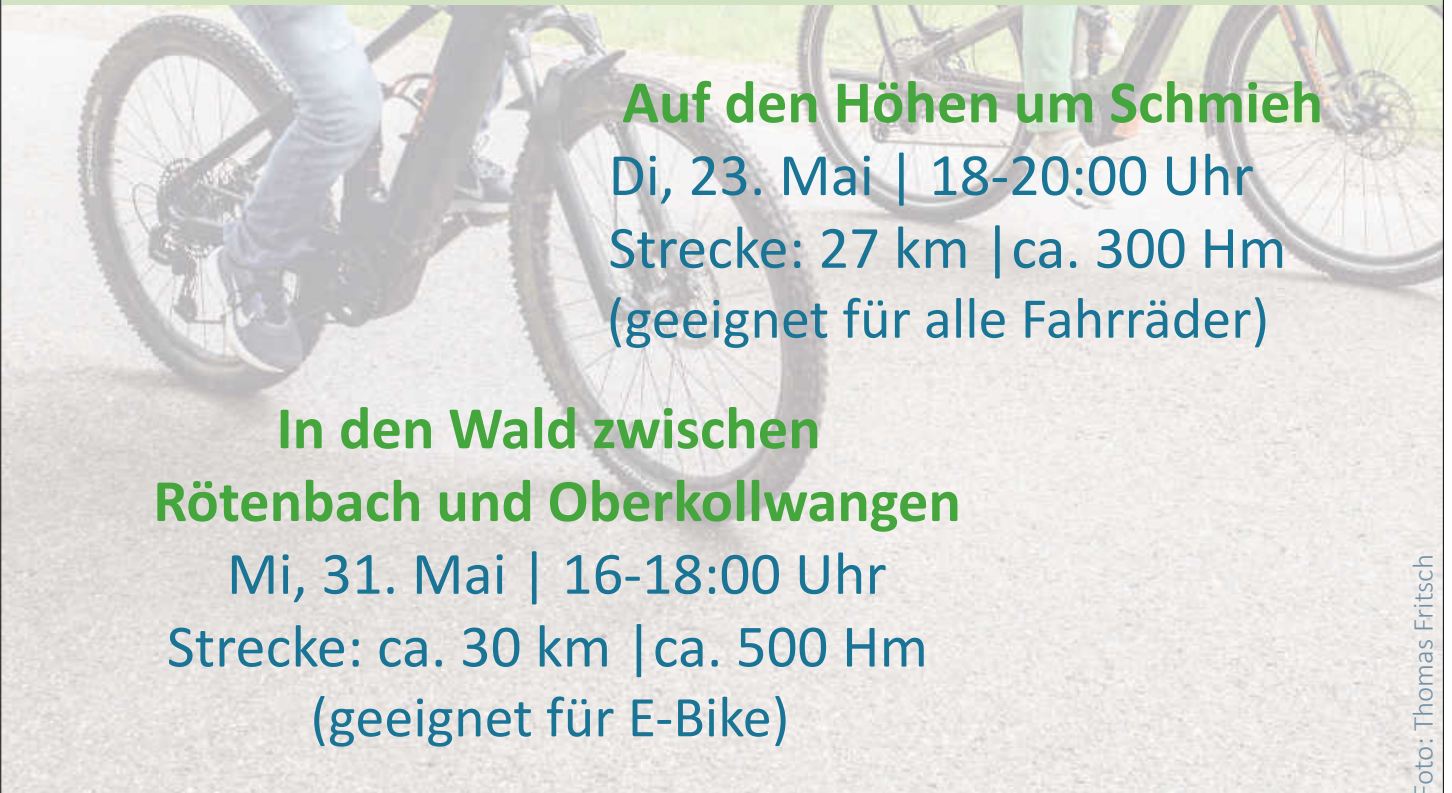 Auf den Höhen um Schmieh
Di, 23. Mai | 18-20:00 Uhr
Strecke: 27 km |ca. 300 Hm
(geeignet für alle Fahrräder)
In den Wald zwischen
Rötenbach und Oberkollwangen
Mi, 31. Mai | 16-18:00 Uhr
Strecke: ca. 30 km |ca. 500 Hm
(geeignet für E-Bike)
Foto: Thomas Fritsch